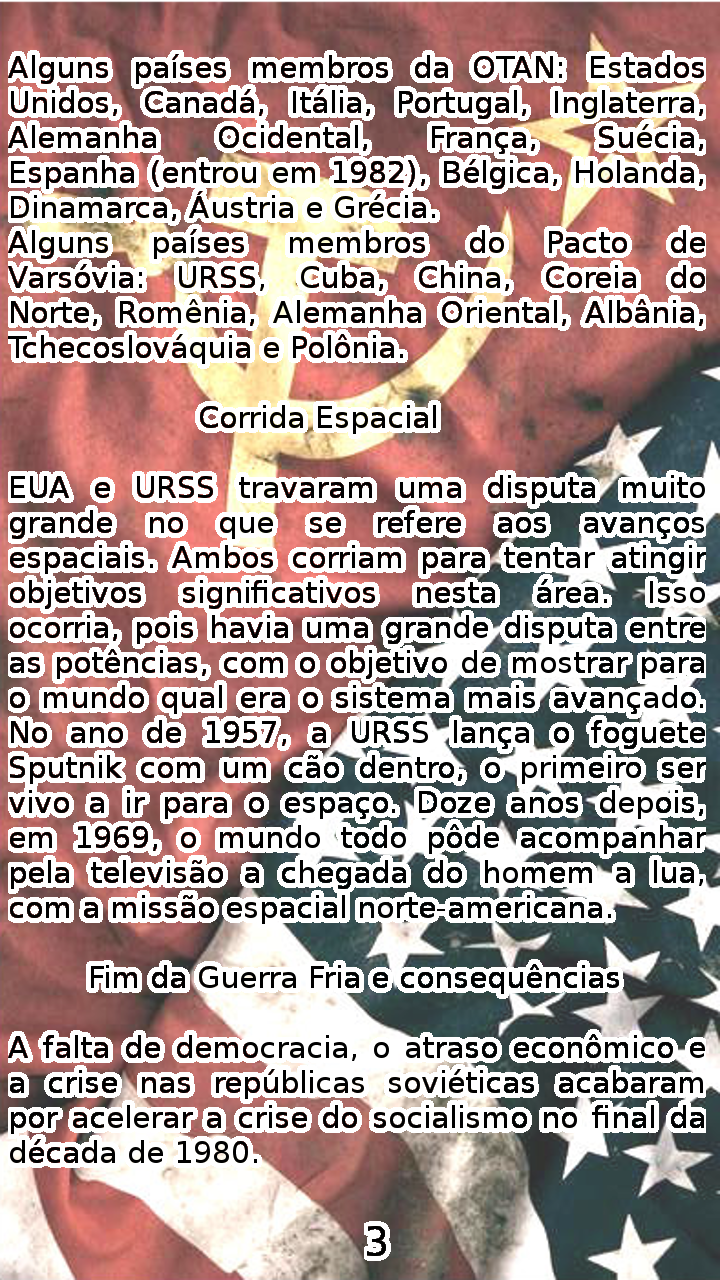 Alguns países membros da OTAN: Estados
Unidos, Canadá, Itália, Portugal, Inglaterra,
Alemanha Ocidental, França, Suécia,
Espanha (entrou em 1982), Bélgica, Holanda,
Dinamarca, Áustria e Grécia.
Alguns países membros do Pacto de
Varsóvia: URSS, Cuba, China, Coreia do
Norte, Romênia, Alemanha Oriental, Albânia,
Tchecoslováquia e Polônia.
Corrida Espacial
EUA e URSS travaram uma disputa muito
grande no que se refere aos avanços
espaciais. Ambos corriam para tentar atingir
objetivos significativos nesta área. Isso
ocorria, pois havia uma grande disputa entre
as potências, com o objetivo de mostrar para
o mundo qual era o sistema mais avançado.
No ano de 1957, a URSS lança o foguete
Sputnik com um cão dentro, o primeiro ser
vivo a ir para o espaço. Doze anos depois,
em 1969, o mundo todo pôde acompanhar
pela televisão a chegada do homem a lua,
com a missão espacial norte-americana.
Fim da Guerra Fria e consequências
A falta de democracia, o atraso econômico e
a crise nas repúblicas soviéticas acabaram
por acelerar a crise do socialismo no final da
década de 1980.
3